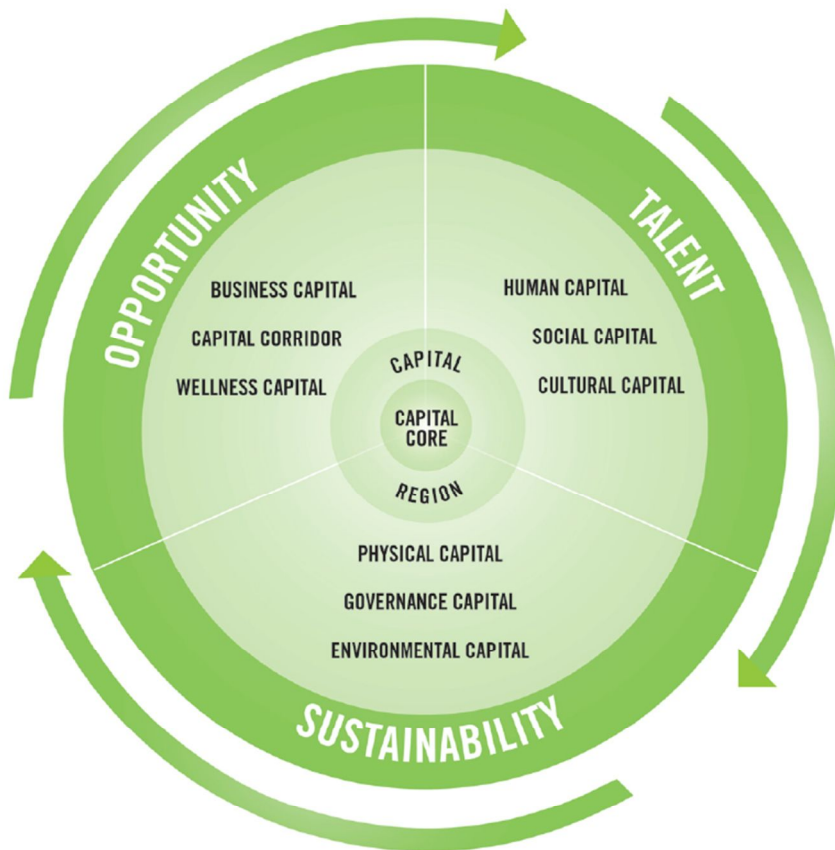 OPPORTUNITY
TALENT
BUSINESS CAPITAL
CAPITAL CORRIDOR
WELLNESS CAPITAL
HUMAN CAPITAL
SOCIAL CAPITAL
CULTURAL CAPITAL
CAPITAL
CAPITAL
CORE
REGION
PHYSICAL CAPITAL
GOVERNANCE CAPITAL
ENVIRONMENTAL CAPITAL
SUSTAINABILITY